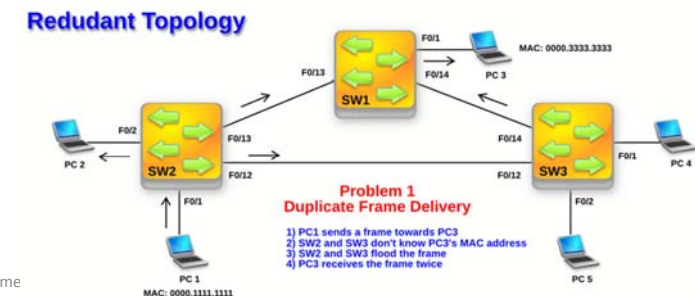 Redudant Topology
F0/1
MAC: 0000.3333.3333
PC 3
F0/13
F0/14
SW1
F0/2
PC 2
F0/13
F0/14
SW2
F0/12
F0/12
SW3
F0/1
PC 4
F0/1
F0/2
Problem 1
Duplicate Frame Delivery
1) PC1 sends a frame towards PC3
2) SW2 and SW3 don't know PC3's MAC address
3) SW2 and SW3 flood the frame
4) PC3 receives the frame twice
PC 1
PC 5
MAC: 0000.1111.1111